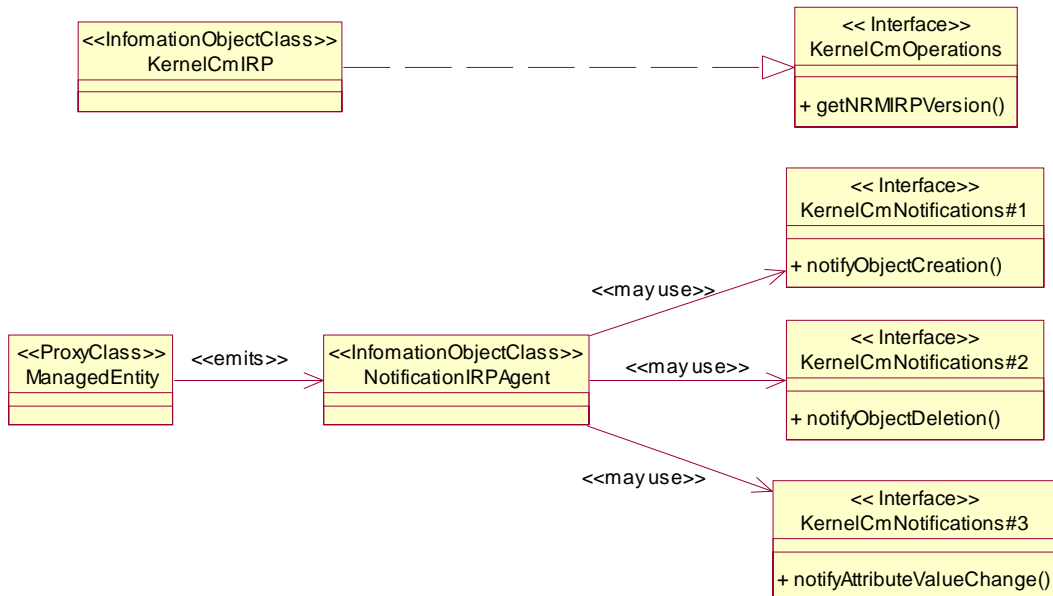 <<InfomationObjectClass>>
KernelCmIRP
<< Interface>>
KernelCmOperations
+ getNRMIRPVersion()
<< Interface>>
KernelCmNotifications#1
+ notifyObjectCreation()
<<may use>>
<<ProxyClass>>
ManagedEntity
<<emits>>
<<InfomationObjectClass>>
NotificationIRPAgent
<<may use>>
<< Interface>>
KernelCmNotifications#2
+ notifyObjectDeletion()
<<may use>>
<< Interface>>
KernelCmNotifications#3
+ notifyAttributeValueChange()